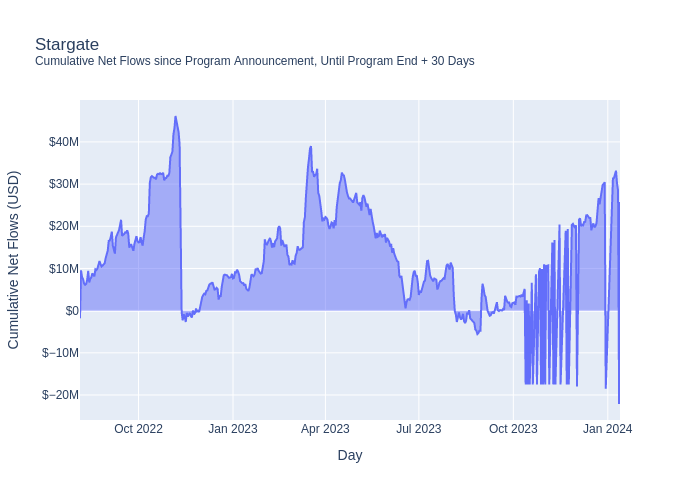 Stargate
Cumulative Net Flows since Program Announcement, Until Program End + 30 Days
Cumulative Net Flows (USD)
$40M
$30M
$20M
$10M
$0
$−10M
$−20M
Oct 2022
Jan 2023
Apr 2023
Jul 2023
Oct 2023
Jan 2024
Day